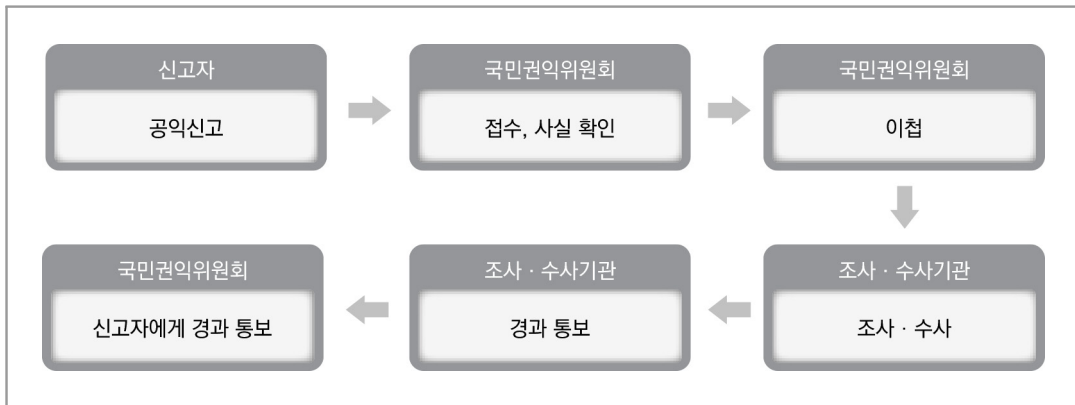 신고자
공익신고
국민권익위원회
접수, 사실 확인
국민권익위원회
이첩
조사 · 수사기관
조사 · 수사
조사 · 수사기관
경과 통보
국민권익위원회
신고자에게 경과 통보